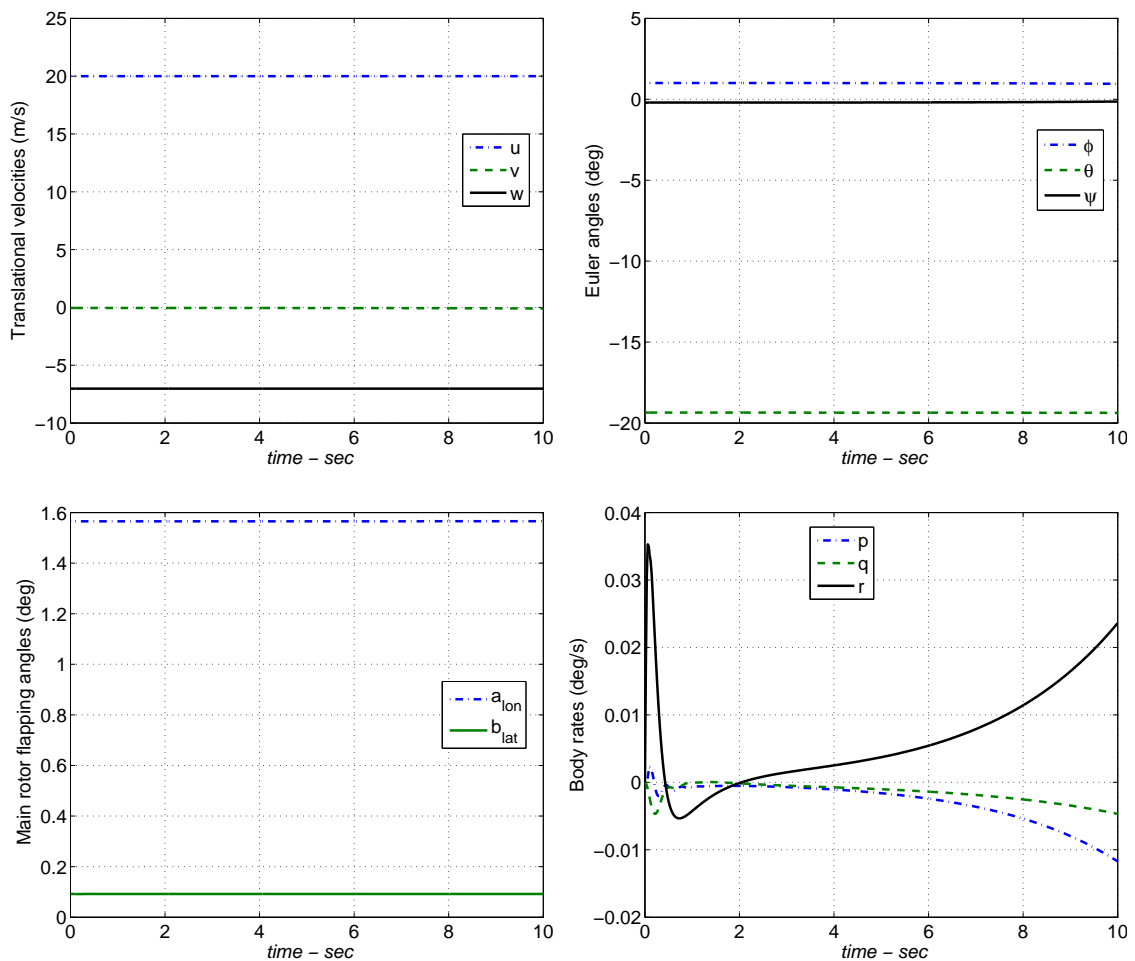 25
20
15
10
5
0
−5
−10
Translational velocities (m/s)
u
v
w
0 2 4 6 8 10
time − sec
5
0
−5
−10
−15
−20
Euler angles (deg)
ϕ
θ
ψ
0 2 4 6 8 10
time − sec
1.6
1.4
1.2
1
0.8
0.6
0.4
0.2
0
Main rotor flapping angles (deg)
a_lon
b_lat
0 2 4 6 8 10
time − sec
0.04
0.03
0.02
0.01
0
−0.01
−0.02
Body rates (deg/s)
p
q
r
0 2 4 6 8 10
time − sec